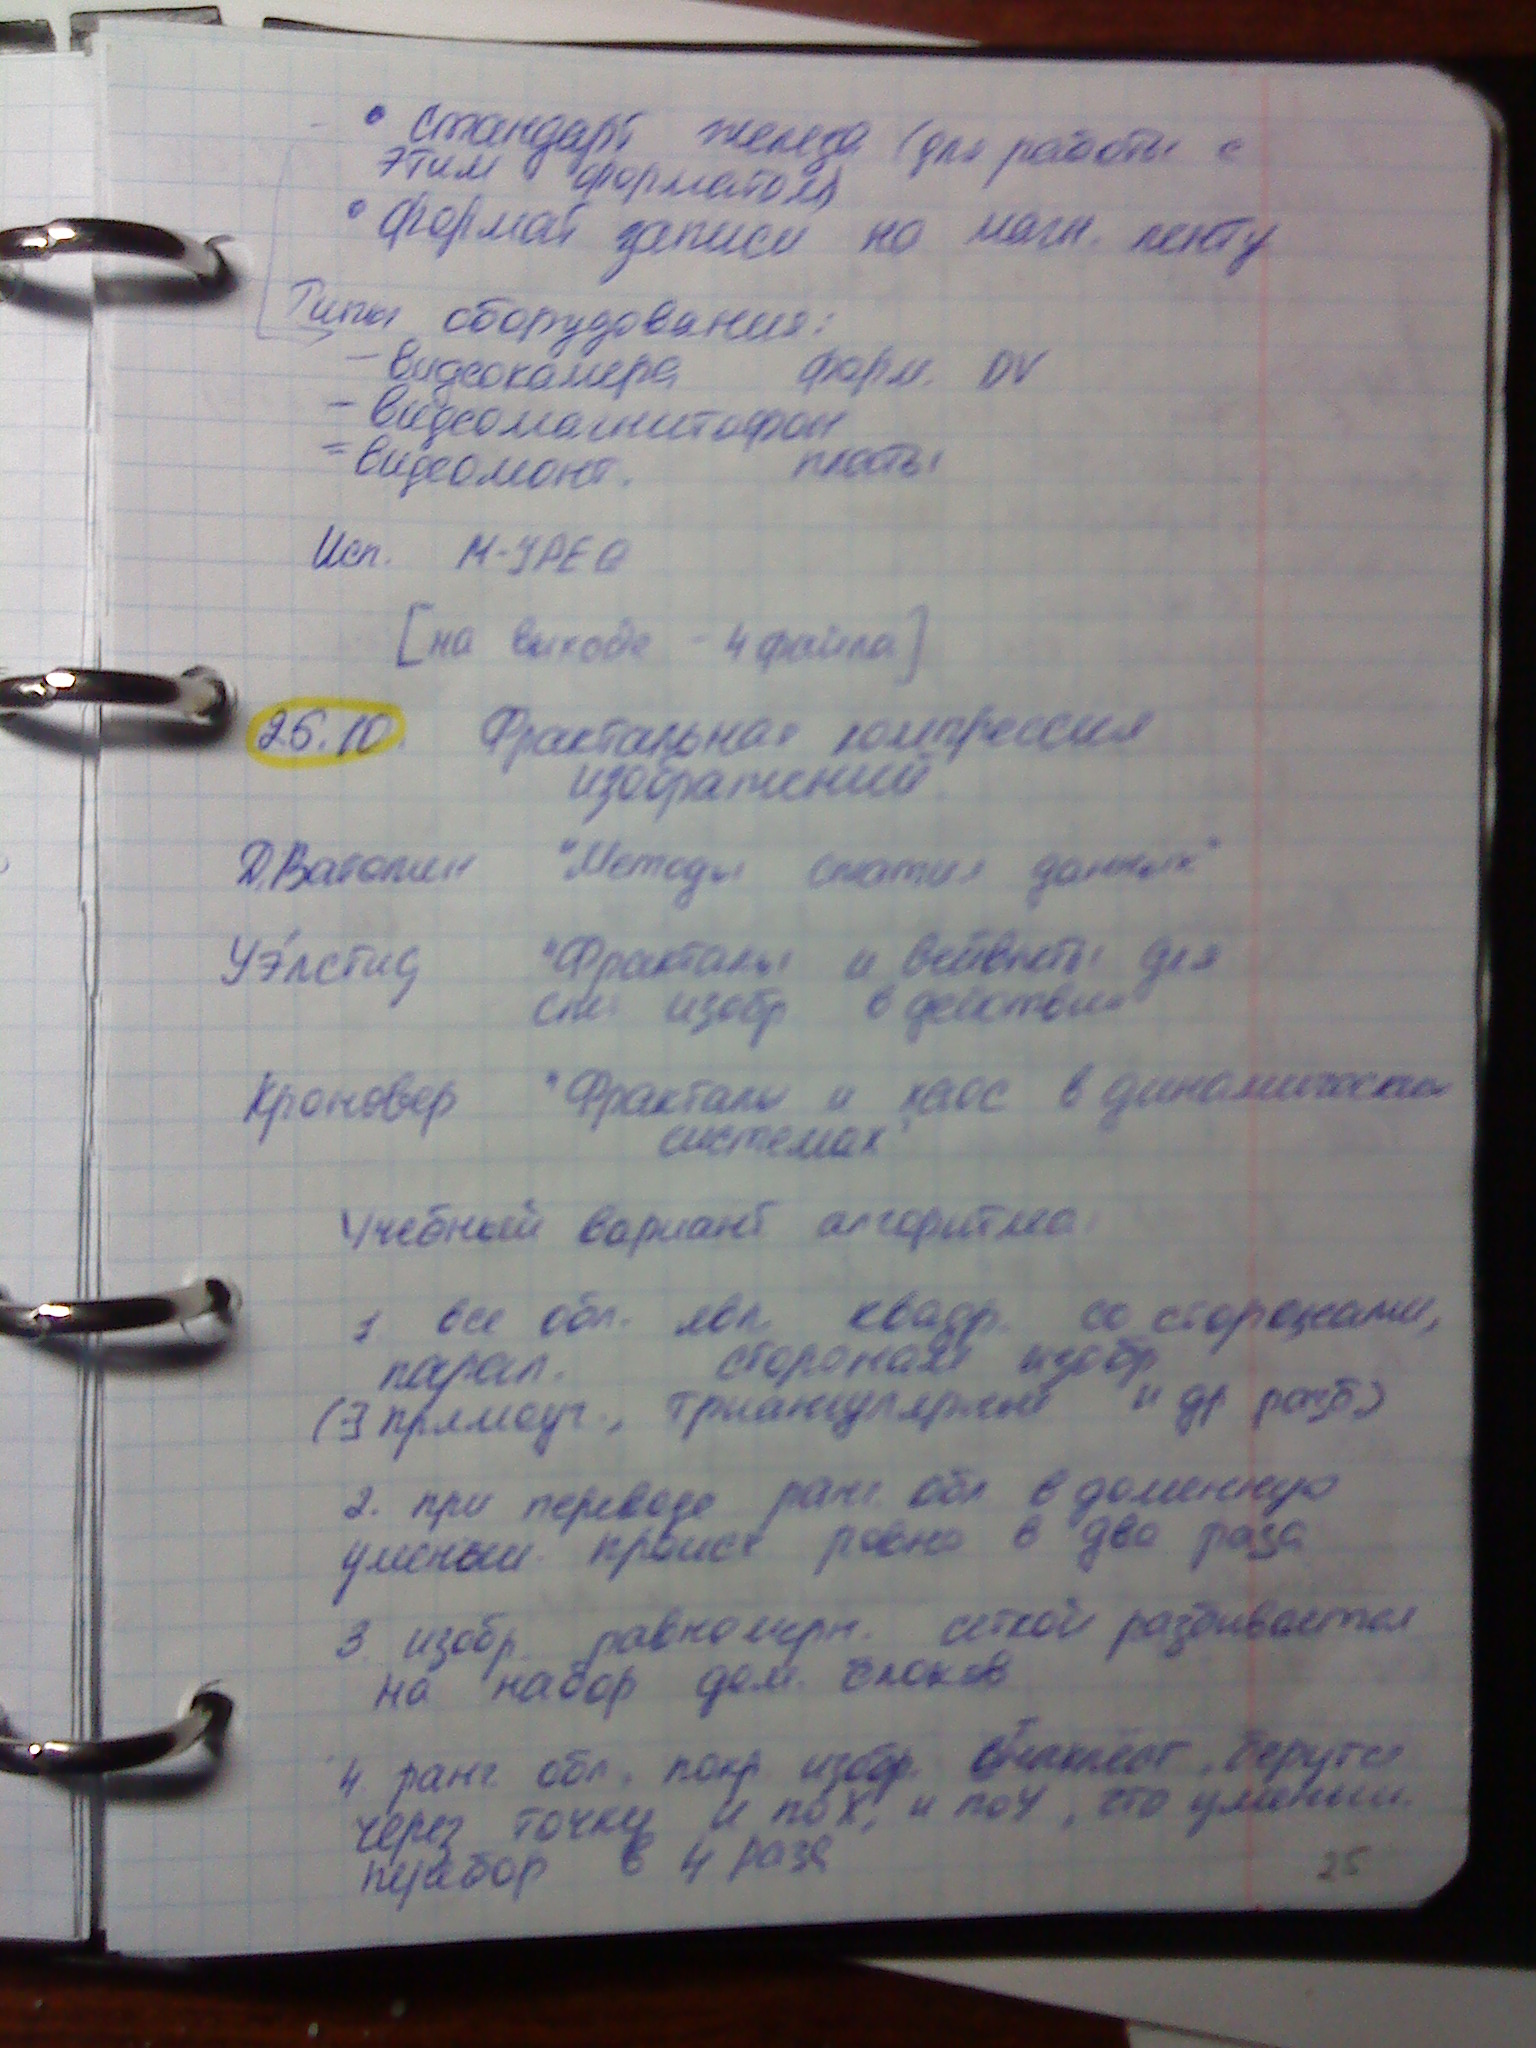 • Стандарт железа (для работы с
этим форматом)
• Формат записи на магн. ленту
Типы оборудования:
- видеокамера форм. DV
- видеомагнитофон
= видеомонт. платы
Исп. M-JPEG
[на выходе - 4 файла]
26.10. Фрактальная компрессия
изображений
Д.Ватолин "Методы сжатия данных"
Уэ́лстид "Фракталы и вейвлеты для
сж. изобр в действии"
Кроновер "Фракталы и хаос в динамических
системах"
Учебный вариант алгоритма:
1 все обл. явл. квадр. со сторонами,
парал. сторонам изобр
(∃ прямоуг., триангулярные и др разб.)
2. при переводе ранг. обл в доменную
уменьш. происх ровно в два раза
3. изобр. равномерн. сеткой разбивается
на набор дом. блоков
4. ранг. обл. покр. изобр. внахлёст, берутся
через точку и по X, и по Y, что уменьш.
перебор в 4 раза
25